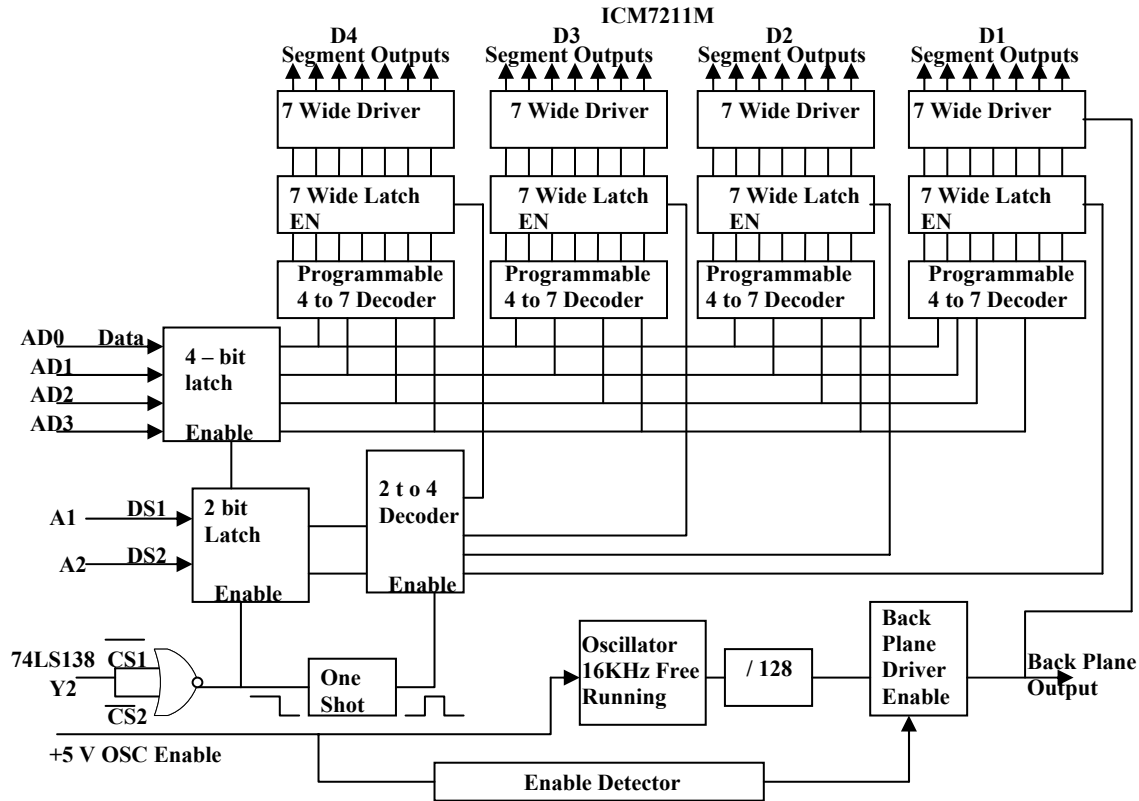 ICM7211M
D4
Segment Outputs
D3
Segment Outputs
D2
Segment Outputs
D1
Segment Outputs
7 Wide Driver
7 Wide Driver
7 Wide Driver
7 Wide Driver
7 Wide Latch
EN
7 Wide Latch
EN
7 Wide Latch
EN
7 Wide Latch
EN
Programmable
4 to 7 Decoder
Programmable
4 to 7 Decoder
Programmable
4 to 7 Decoder
Programmable
4 to 7 Decoder
AD0 Data
AD1
AD2
AD3
4 – bit
latch
Enable
A1 DS1
A2 DS2
2 bit
Latch
Enable
2 t o 4
Decoder
Enable
74LS138
Y2
CS1
CS2
One
Shot
Oscillator
16KHz Free
Running
/ 128
Back
Plane
Driver
Enable
Back Plane
Output
+5 V OSC Enable
Enable Detector